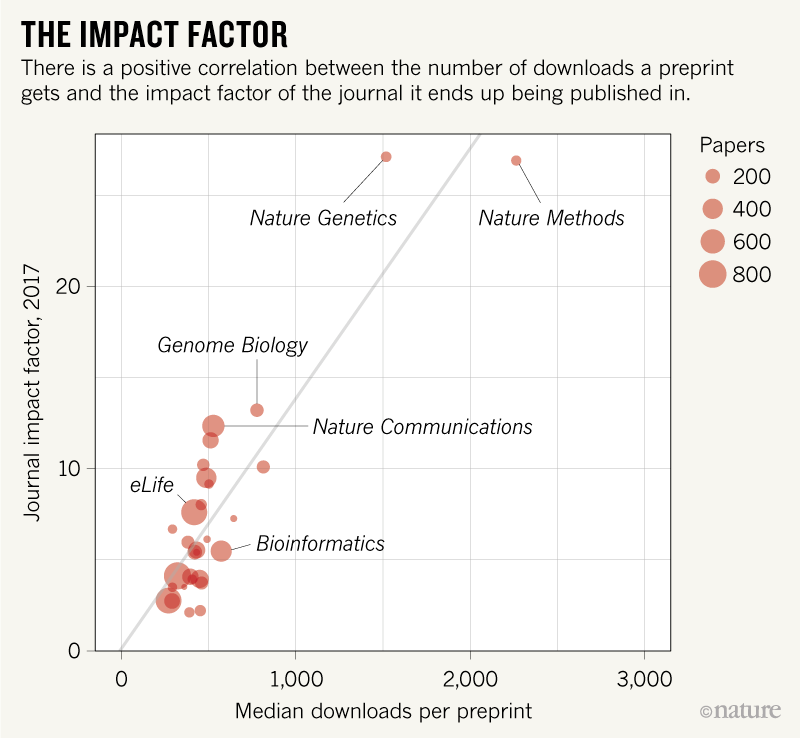 THE IMPACT FACTOR
There is a positive correlation between the number of downloads a preprint
gets and the impact factor of the journal it ends up being published in.
Papers
200
400
600
800
Nature Genetics
Nature Methods
Genome Biology
Nature Communications
eLife
Bioinformatics
Journal impact factor, 2017
20
10
0
0
1,000
2,000
3,000
Median downloads per preprint
©nature